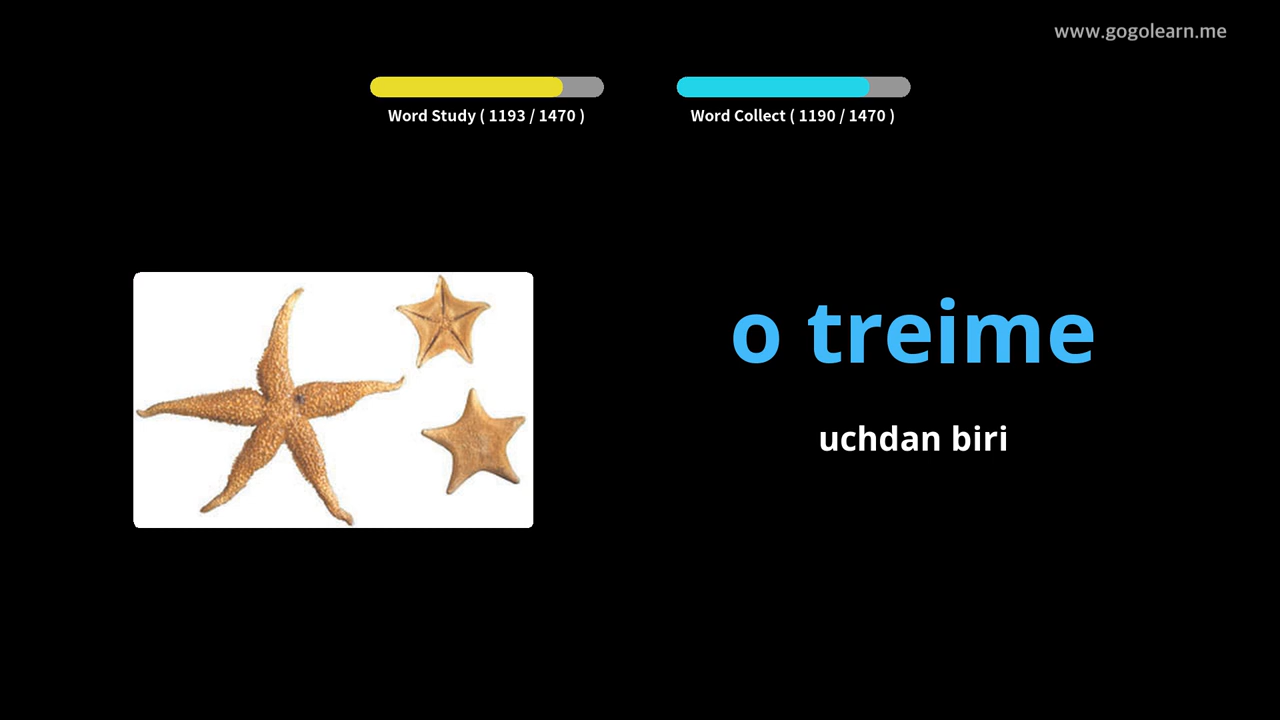 www.gogolearn.me
Word Study ( 1193 / 1470 )
Word Collect ( 1190 / 1470 )
o treime
uchdan biri